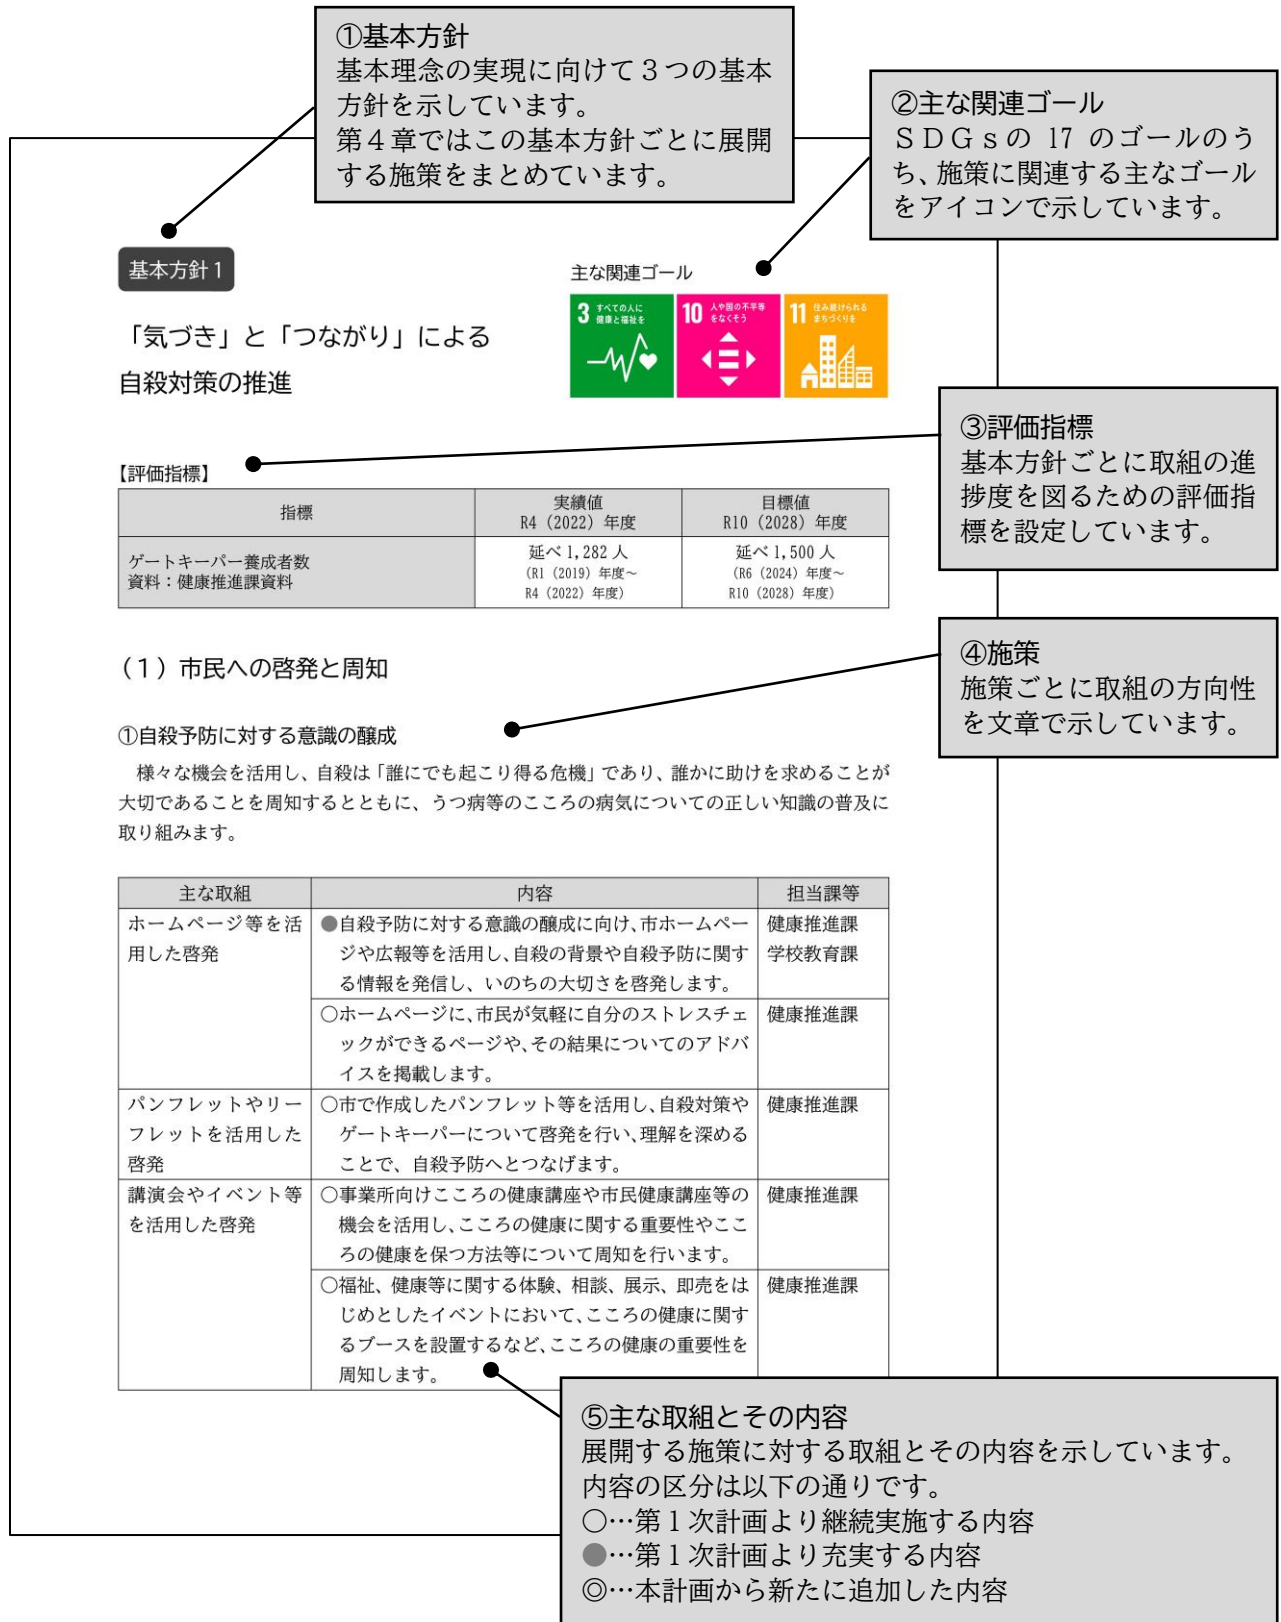 ①基本方針
基本理念の実現に向けて３つの基本
方針を示しています。
第４章ではこの基本方針ごとに展開
する施策をまとめています。
②主な関連ゴール
ＳＤＧｓの 17 のゴールのう
ち、施策に関連する主なゴール
をアイコンで示しています。
基本方針１
「気づき」と「つながり」による
自殺対策の推進
主な関連ゴール
3 すべての人に
健康と福祉を
10 人や国の不平等
をなくそう
11 住み続けられる
まちづくりを
③評価指標
基本方針ごとに取組の進
捗度を図るための評価指
標を設定しています。
【評価指標】
指標
実績値
R4（2022）年度
目標値
R10（2028）年度
ゲートキーパー養成者数
資料：健康推進課資料
延べ 1,282 人
（R1（2019）年度～
R4（2022）年度）
延べ 1,500 人
（R6（2024）年度～
R10（2028）年度）
④施策
施策ごとに取組の方向性
を文章で示しています。
（１）市民への啓発と周知
①自殺予防に対する意識の醸成
様々な機会を活用し、自殺は「誰にでも起こり得る危機」であり、誰かに助けを求めることが
大切であることを周知するとともに、うつ病等のこころの病気についての正しい知識の普及に
取り組みます。
主な取組
内容
担当課等
ホームページ等を活
用した啓発
●自殺予防に対する意識の醸成に向け、市ホームペー
ジや広報等を活用し、自殺の背景や自殺予防に関す
る情報を発信し、いのちの大切さを啓発します。
健康推進課
学校教育課
○ホームページに、市民が気軽に自分のストレスチェ
ックができるページや、その結果についてのアドバ
イスを掲載します。
健康推進課
パンフレットやリー
フレットを活用した
啓発
○市で作成したパンフレット等を活用し、自殺対策や
ゲートキーパーについて啓発を行い、理解を深める
ことで、自殺予防へとつなげます。
健康推進課
講演会やイベント等
を活用した啓発
○事業所向けこころの健康講座や市民健康講座等の
機会を活用し、こころの健康に関する重要性やここ
ろの健康を保つ方法等について周知を行います。
健康推進課
○福祉、健康等に関する体験、相談、展示、即売をは
じめとしたイベントにおいて、こころの健康に関す
るブースを設置するなど、こころの健康の重要性を
周知します。
健康推進課
⑤主な取組とその内容
展開する施策に対する取組とその内容を示しています。
内容の区分は以下の通りです。
○…第１次計画より継続実施する内容
●…第１次計画より充実する内容
◎…本計画から新たに追加した内容